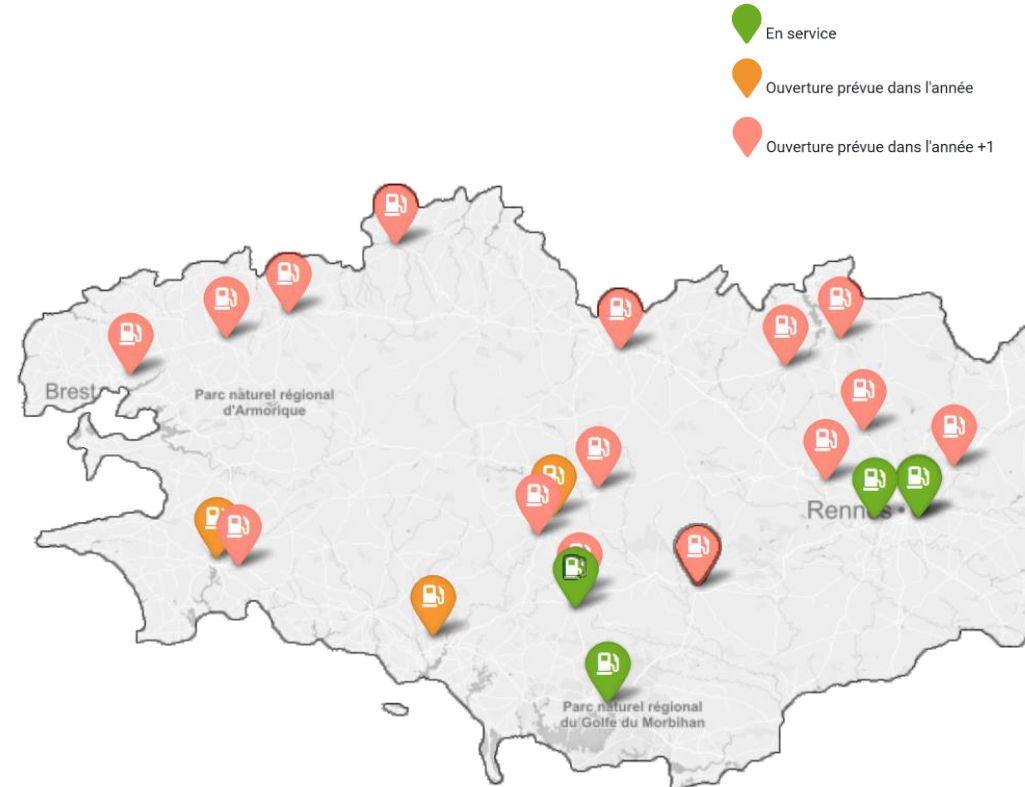 En service
Ouverture prévue dans l'année
Ouverture prévue dans l'année +1
Brest
Parc naturel régional
d'Armorique
Rennes
Parc naturel régional
du Golfe du Morbihan